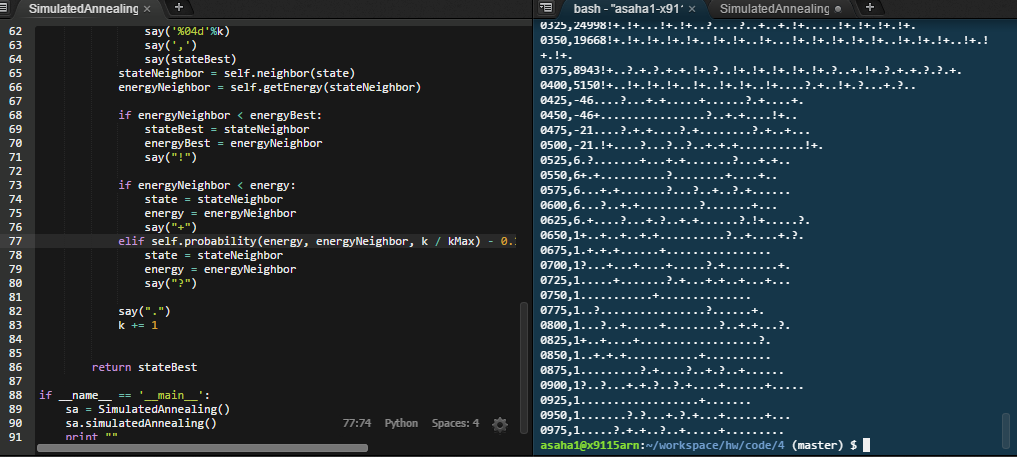 SimulatedAnnealing × +
62 say('%04d'%k)
63 say(',')
64 say(stateBest)
65 stateNeighbor = self.neighbor(state)
66 energyNeighbor = self.getEnergy(stateNeighbor)
67
68 if energyNeighbor < energyBest:
69 stateBest = stateNeighbor
70 energyBest = energyNeighbor
71 say("!")
72
73 if energyNeighbor < energy:
74 state = stateNeighbor
75 energy = energyNeighbor
76 say("+")
77 elif self.probability(energy, energyNeighbor, k / kMax) - 0.
78 state = stateNeighbor
79 energy = energyNeighbor
80 say("?")
81
82 say(".")
83 k += 1
84
85
86 return stateBest
87
88 if __name__ == '__main__':
89 sa = SimulatedAnnealing()
90 sa.simulatedAnnealing()
91 print ""
77:74 Python Spaces: 4
bash - "asaha1-x911 × SimulatedAnnealing +
0325,24998!+.!+.!+.!+.!+..?....?..+..+.!+.....!+.!+.!+.!+.
0350,19668!+.!+.!+.!+.!+..!+..!+...!+.!+.!+.!+.!+.!+.!+..!+.!
+.!+.
0375,8943!+..?.+.?.+.+.!+.?..!+.!+.!+.!+.!+.!+.?..+.!+.?.+.?.?.+.
0400,5150!+..!+..!+..?..!+..!+..!+..!+....?.+..!+.?...+.?..
0425,-46....?...+.+.....+......?.+....+.
0450,-46+................?..+.+....!+..
0475,-21....?.+.+....?.+........?.+..+...
0500,-21.!+....?...?..+.+.+..........!+.
0525,6.?.......+...+.+.......?...+.+..
0550,6+.+...........?..........+....+.
0575,6...+.+.......?...?..+..?.+......
0600,6...?......+..?.........+........
0625,6.+....?...+..?.+.......?.!+.....?.
0650,1+..+..+..+.........?..+....+.?.
0675,1.+.+.+......+................
0700,1?...+.+....+.....?.+.......+.
0725,1+.....+.......?.+...+.+..+...
0750,1...........+..............
0775,1..?................?......+.
0800,1...?..+.....+........?..+...?.
0825,1+..+....+..................?.
0850,1..+.+.+...........+.........
0875,1.........?.+....?..+.?..+......
0900,1?..?....+.+.+.?.+....+.......
0925,1..................+.......
0950,1.......?.?...+.?.+...+......+...
0975,1.....?.+.+..?..+....+.........
asaha1@x9115arn:~/workspace/hw/code/4 (master) $